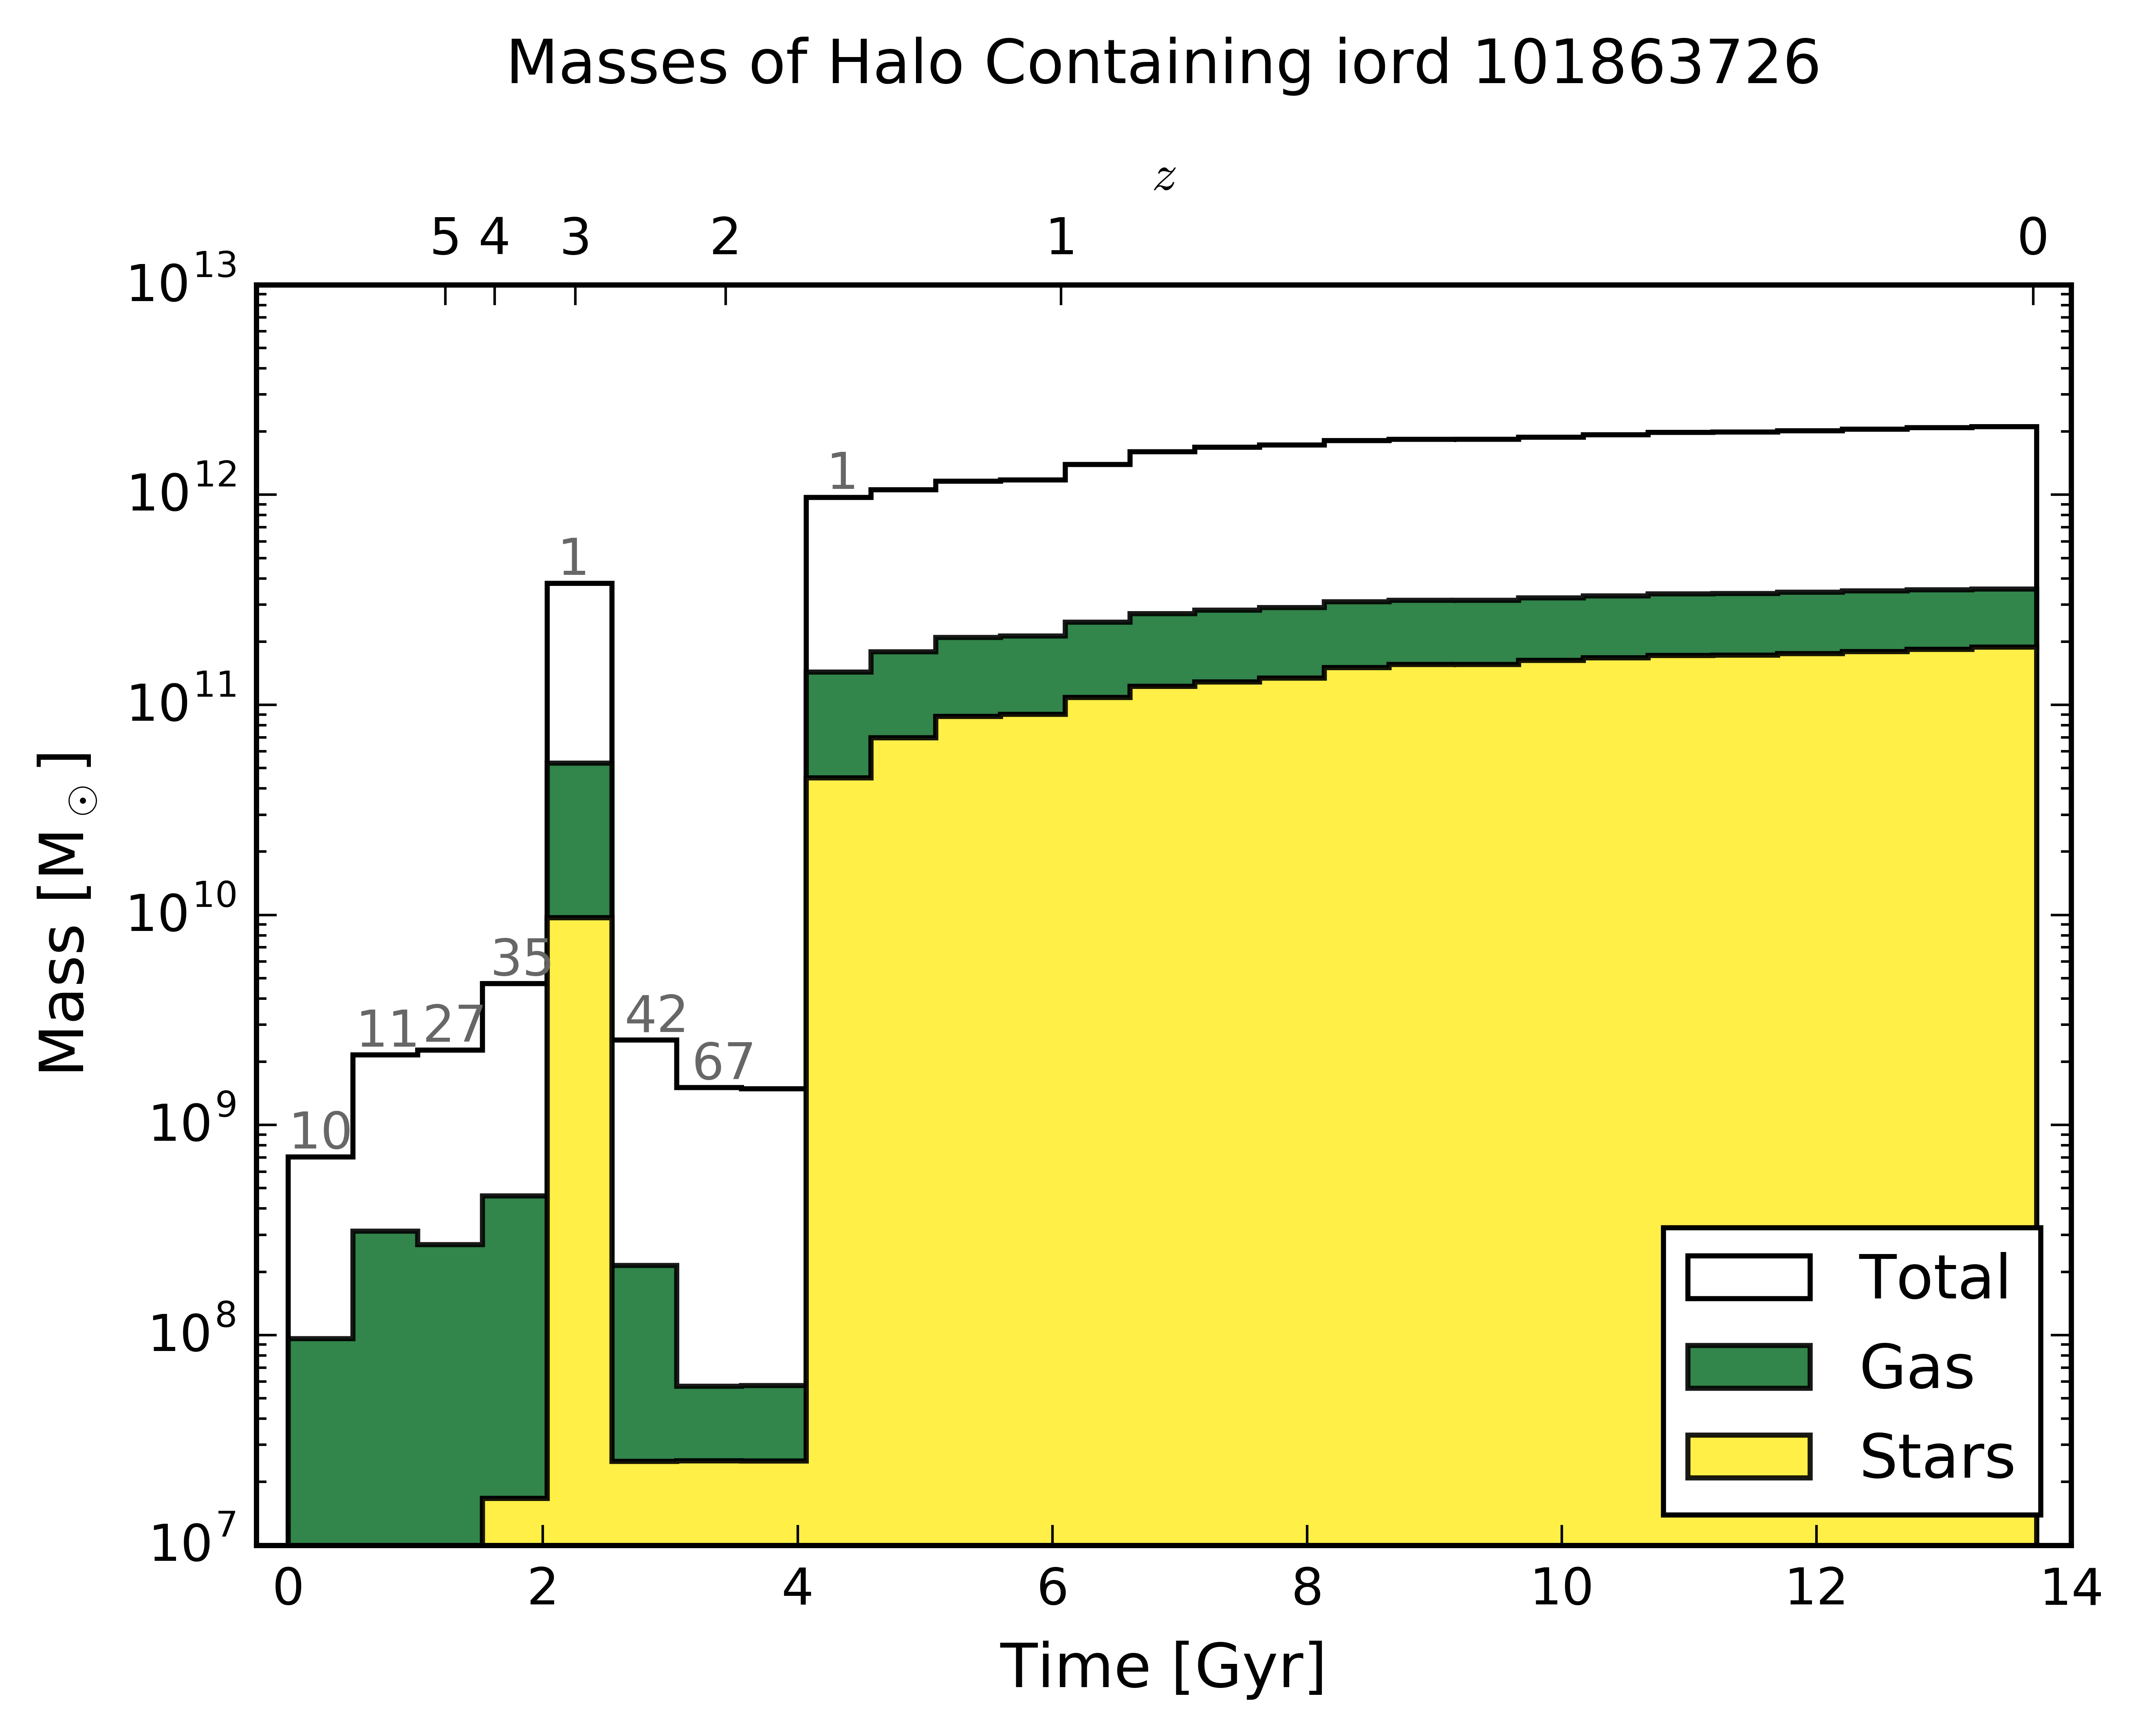 Masses of Halo Containing iord 101863726
z
5 4 3 2 1 0
10^13
10^12
10^11
10^10
10^9
10^8
10^7
Mass [M☉]
1
1
35
42
11 27
67
10
Total
Gas
Stars
0 2 4 6 8 10 12 14
Time [Gyr]